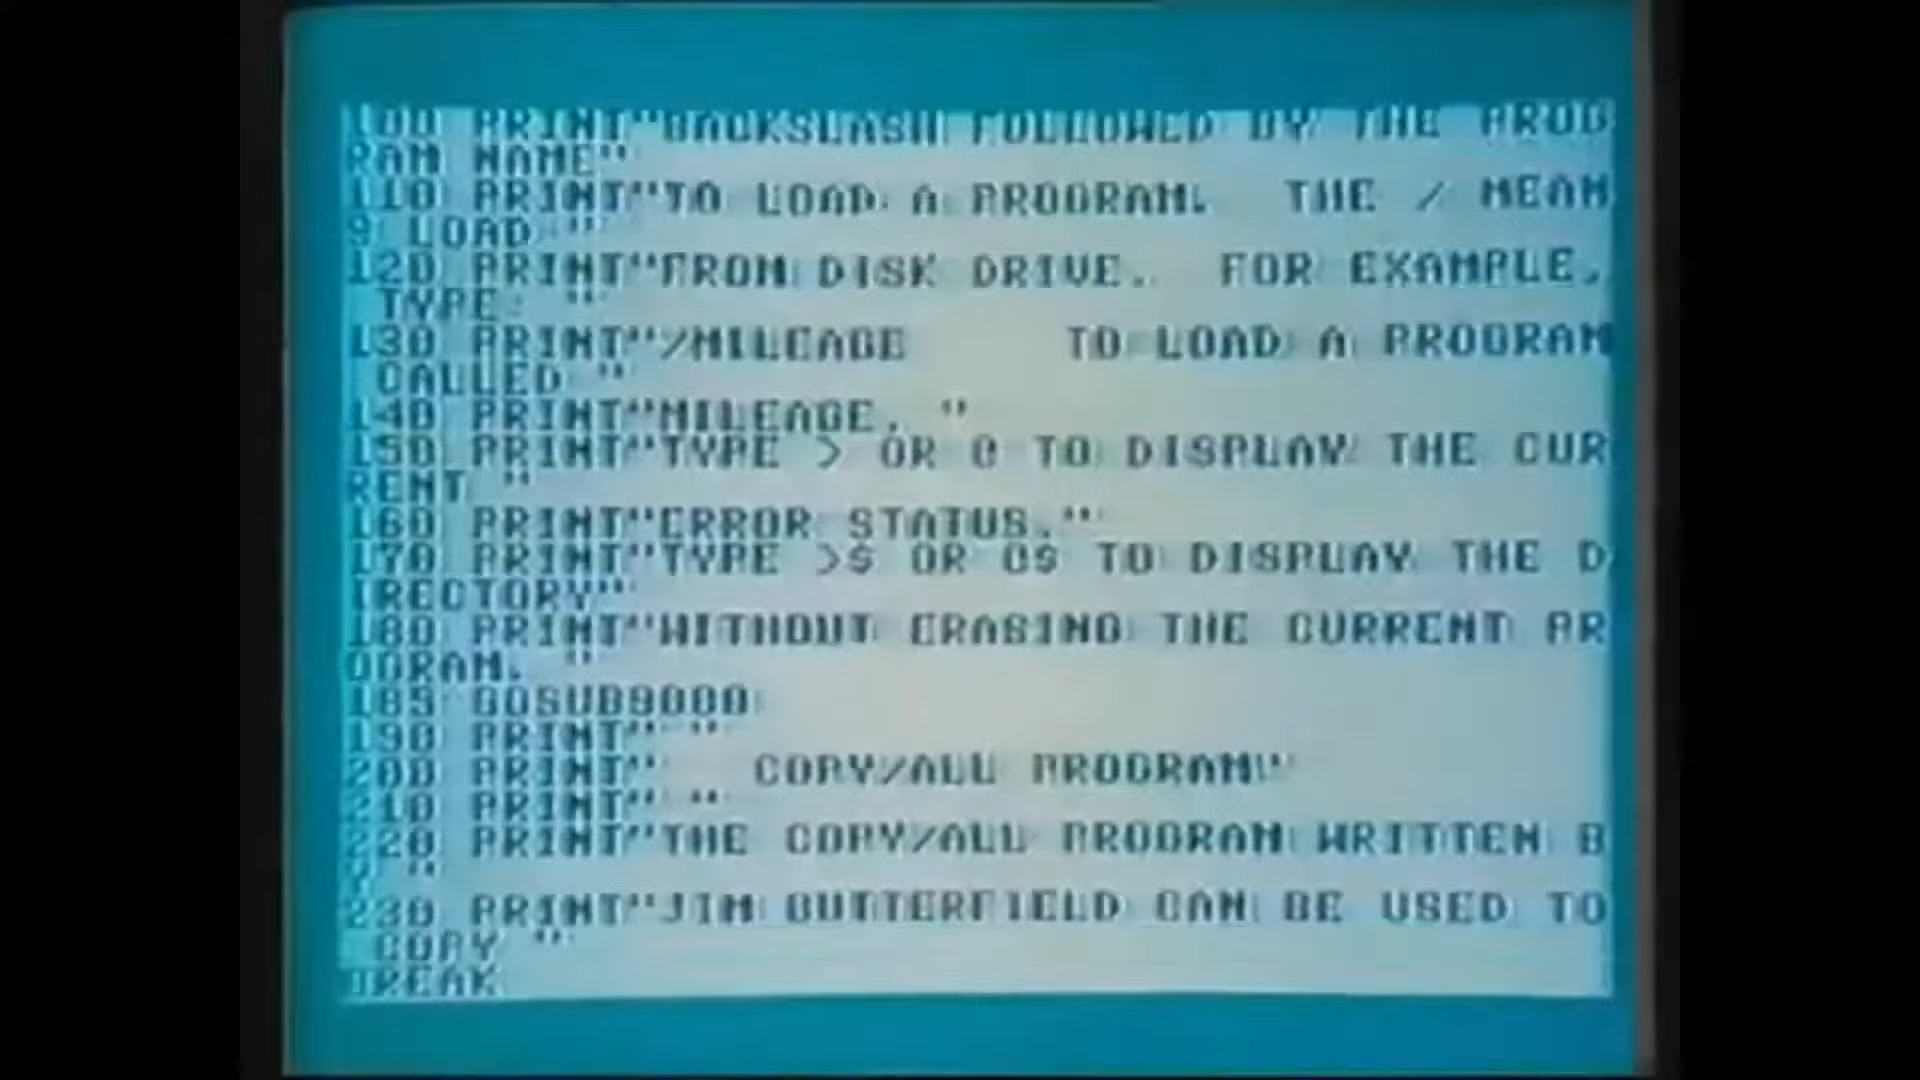 100 PRINT"BACKSLASH FOLLOWED BY THE PROG
RAM NAME"
110 PRINT"TO LOAD A PROGRAM.  THE / MEAN
S LOAD "
120 PRINT"FROM DISK DRIVE.  FOR EXAMPLE,
 TYPE "
130 PRINT"/MILEAGE     TO LOAD A PROGRAM
 CALLED "
140 PRINT"MILEAGE. "
150 PRINT"TYPE > OR @ TO DISPLAY THE CUR
RENT "
160 PRINT"ERROR STATUS."
170 PRINT"TYPE >$ OR @$ TO DISPLAY THE D
IRECTORY"
180 PRINT"WITHOUT ERASING THE CURRENT PR
OGRAM. "
185 GOSUB9000
190 PRINT" "
200 PRINT"   COPY/ALL PROGRAM"
210 PRINT" "
220 PRINT"THE COPY/ALL PROGRAM WRITTEN B
Y "
230 PRINT"JIM BUTTERFIELD CAN BE USED TO
 COPY "
BREAK